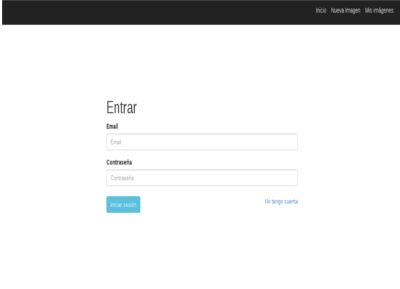 Inicio Nueva Imagen Mis imágenes
Entrar
Email
Email
Contraseña
Contraseña
Iniciar sesión No tengo cuenta